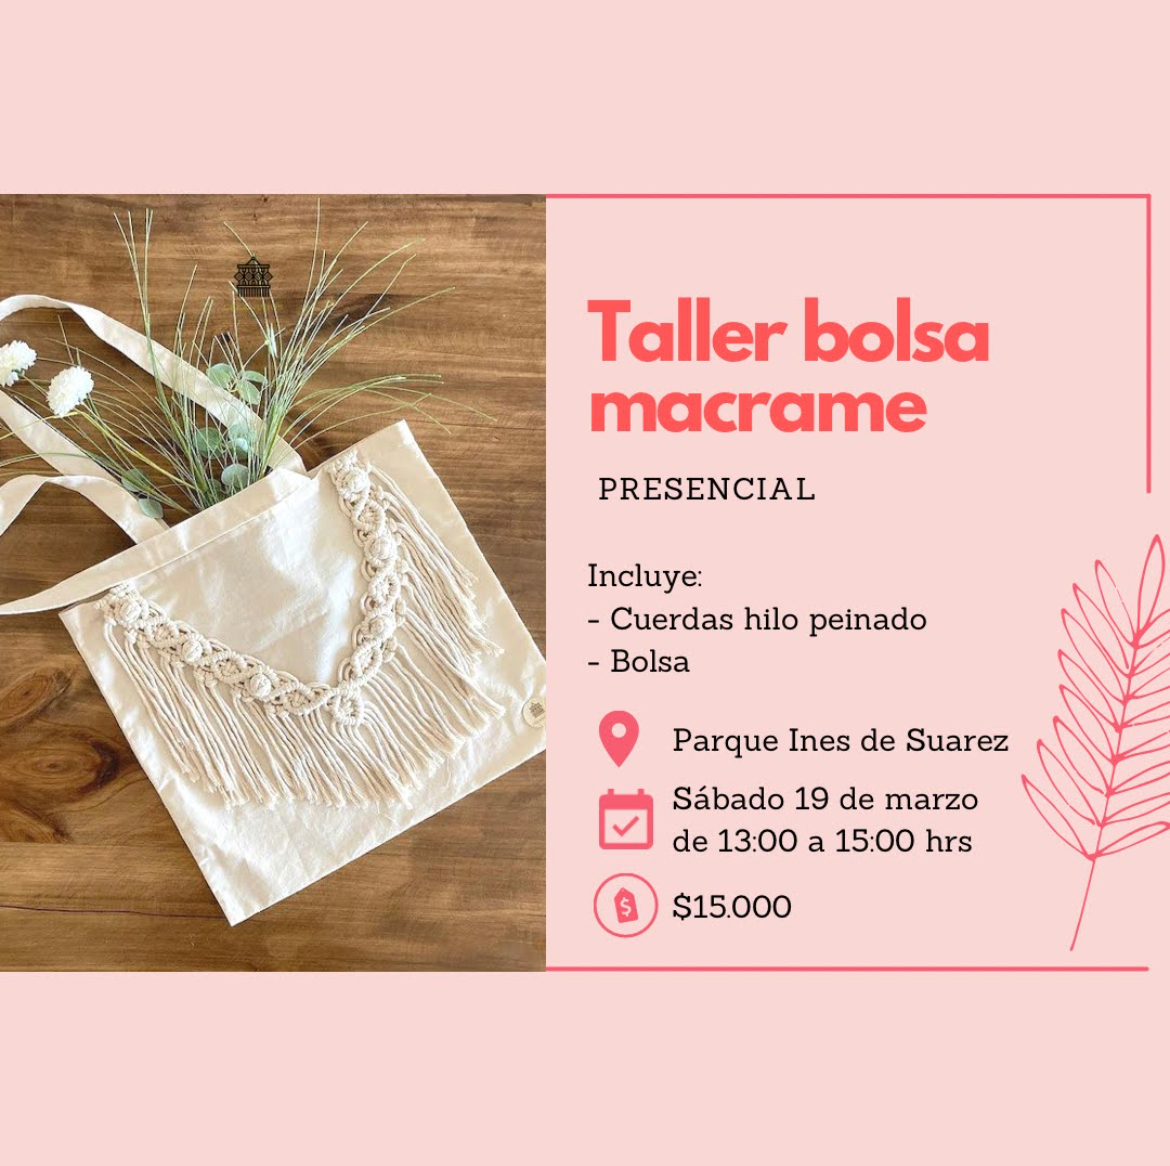 Taller bolsa
macrame
PRESENCIAL
Incluye:
- Cuerdas hilo peinado
- Bolsa
Parque Ines de Suarez
Sábado 19 de marzo
de 13:00 a 15:00 hrs
$15.000